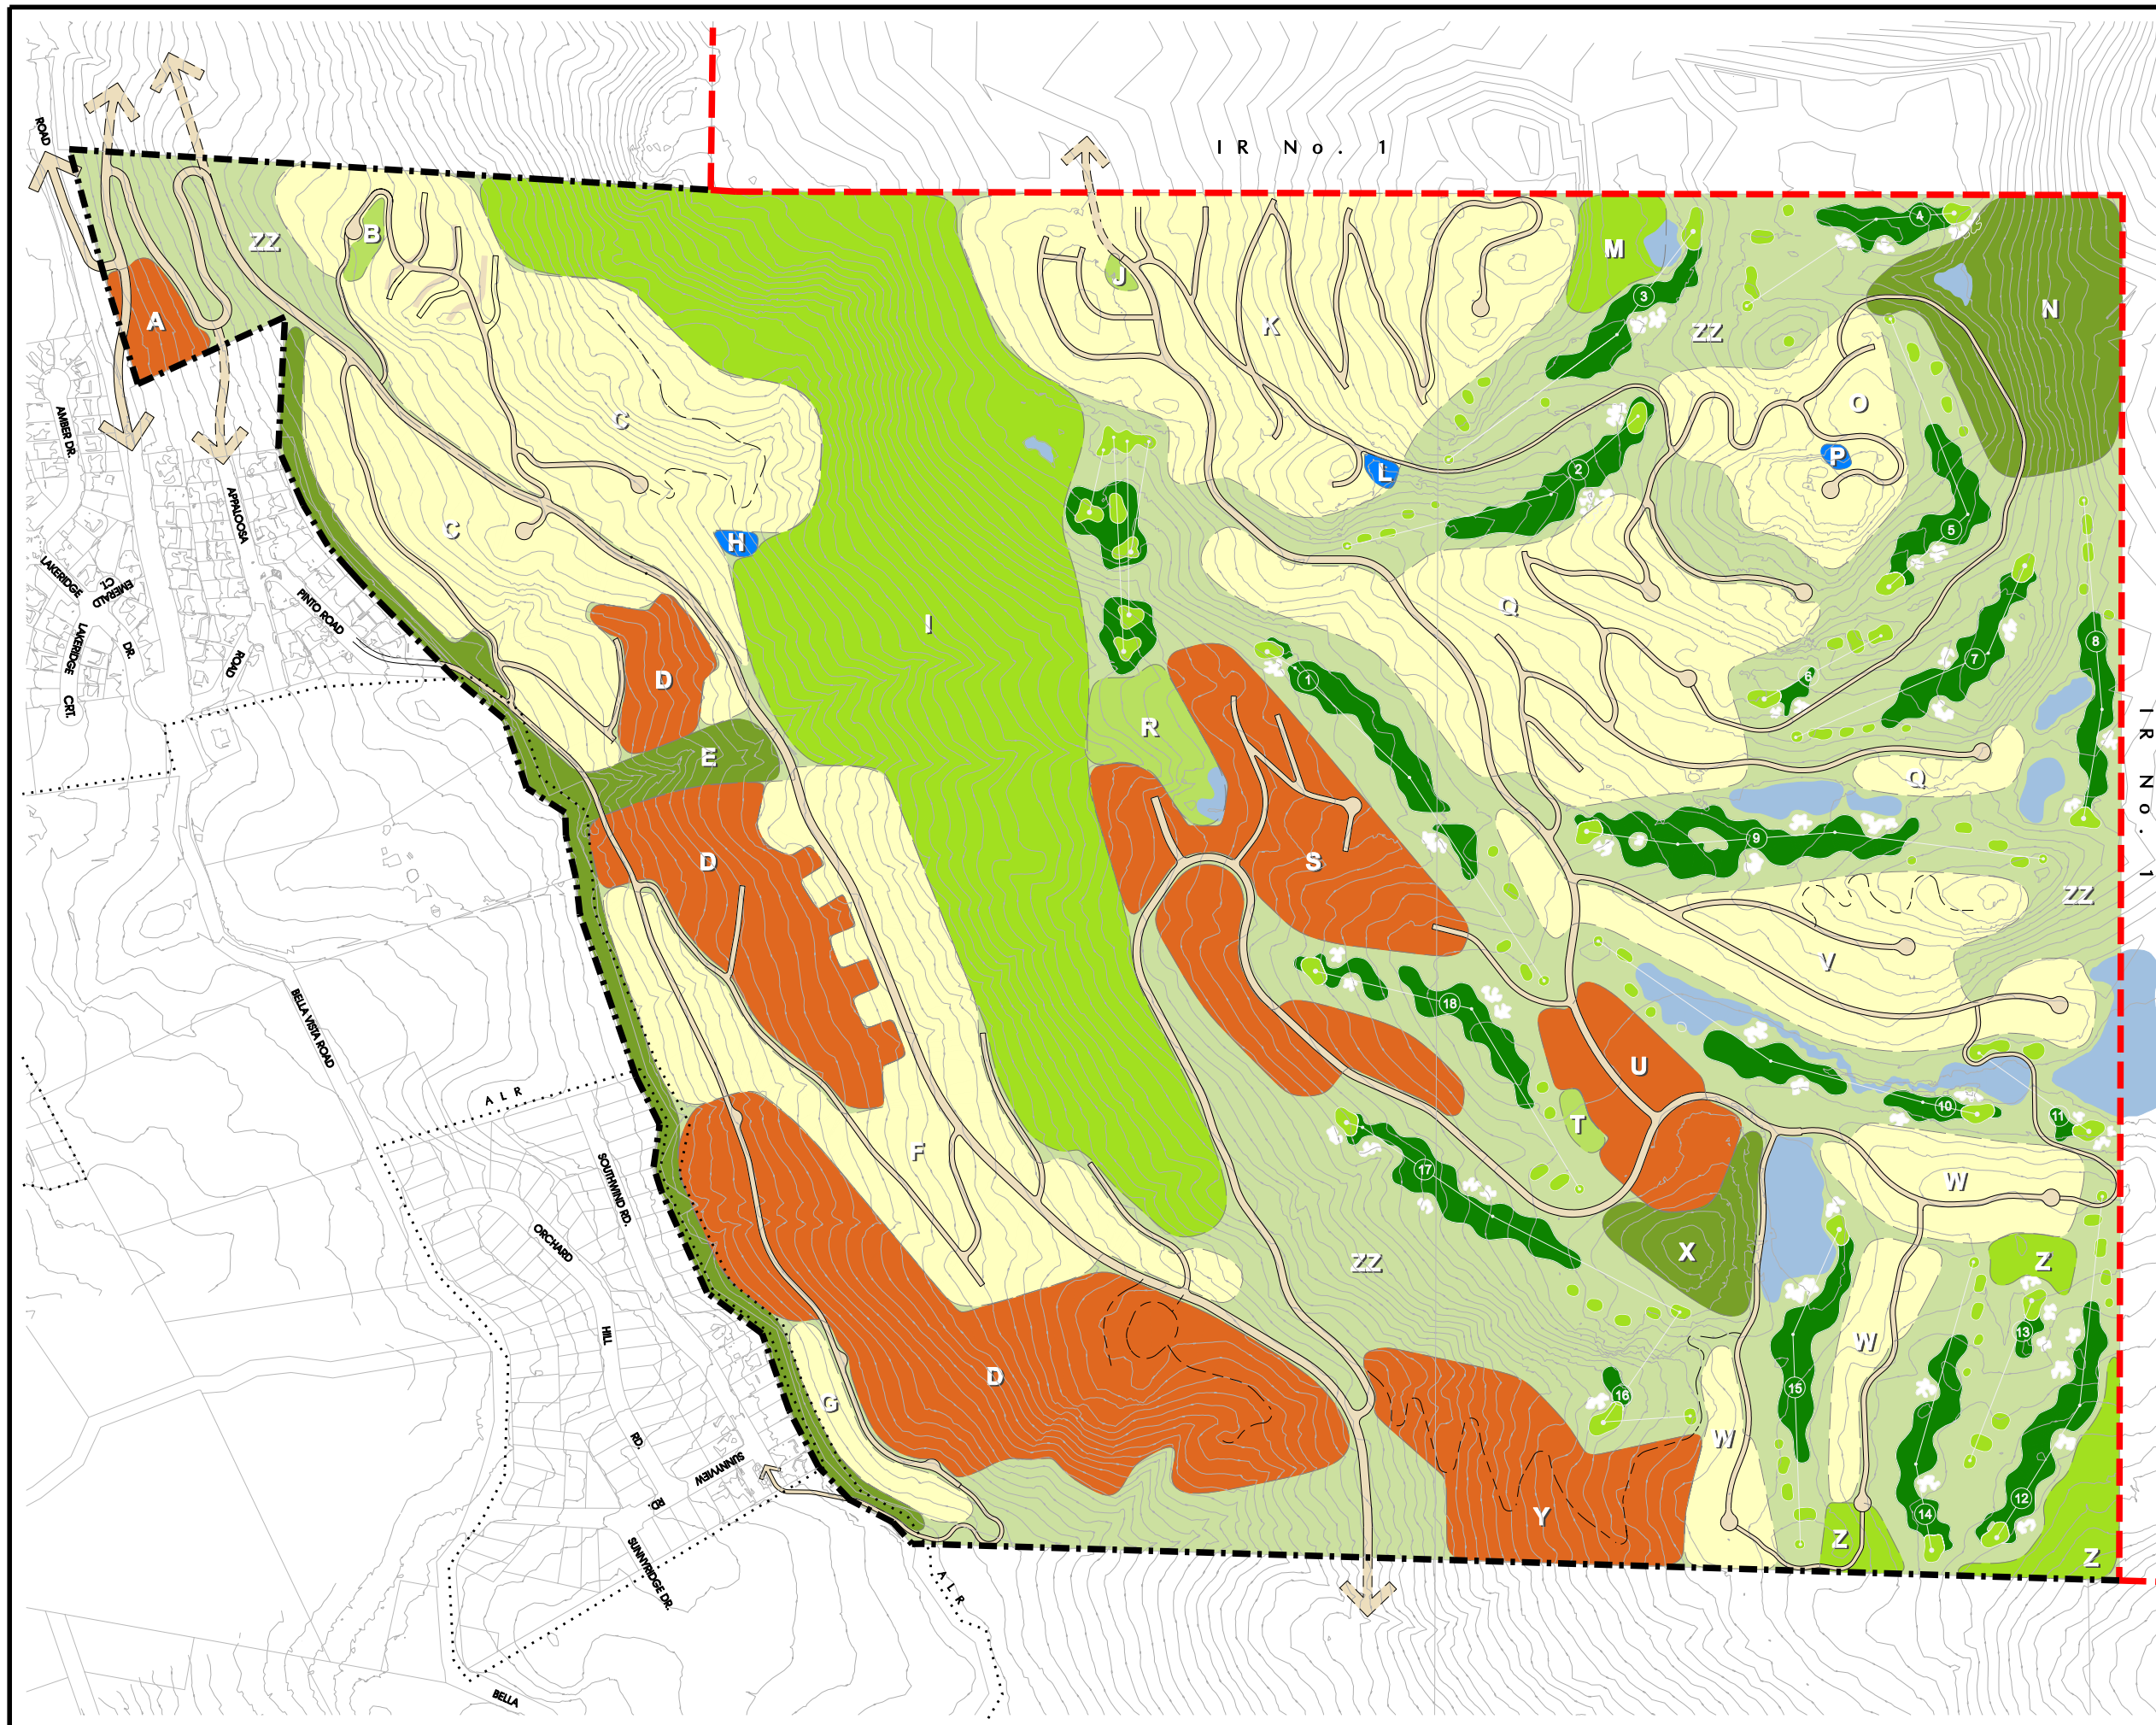 IR No. 1
ROAD
4
M
B
ZZ
3
N
J
A
K
ZZ
O
C
AMBER DR.
P
2
L
C
APPALOOSA
5
H
LAKERIDGE
EMERALD
CT.
PINTO ROAD
Q
I
8
DR.
7
LAKERIDGE
ROAD
6
D
1
CRT.
R
E
IR No. 1
Q
9
D
S
ZZ
V
18
BELLA VISTA ROAD
U
ALR
10
11
T
F
17
SOUTHWIND RD.
W
ORCHARD
X
ZZ
Z
HILL
13
W
D
15
16
G
RD.
W
SUNNYVIEW
12
RD.
14
Y
Z
Z
SUNNYRIDGE DR.
ALR
BELLA